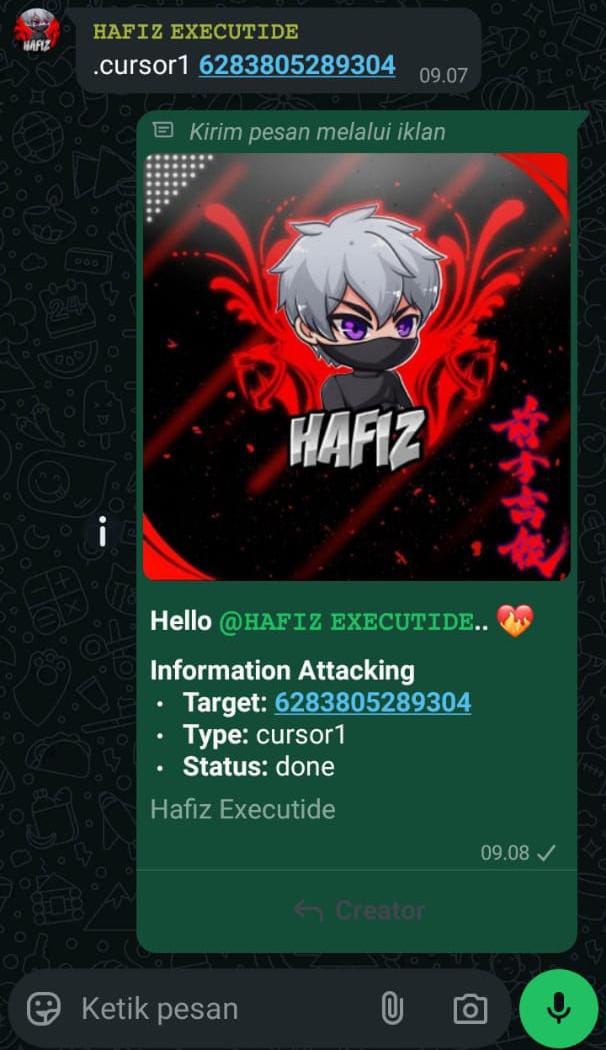 HAFIZ
HAFIZ EXECUTIDE
.cursor1 6283805289304
09.07
Kirim pesan melalui iklan
HAFIZ
Hello @HAFIZ EXECUTIDE..
Information Attacking
• Target: 6283805289304
• Type: cursor1
• Status: done
Hafiz Executide
09.08
Creator
Ketik pesan